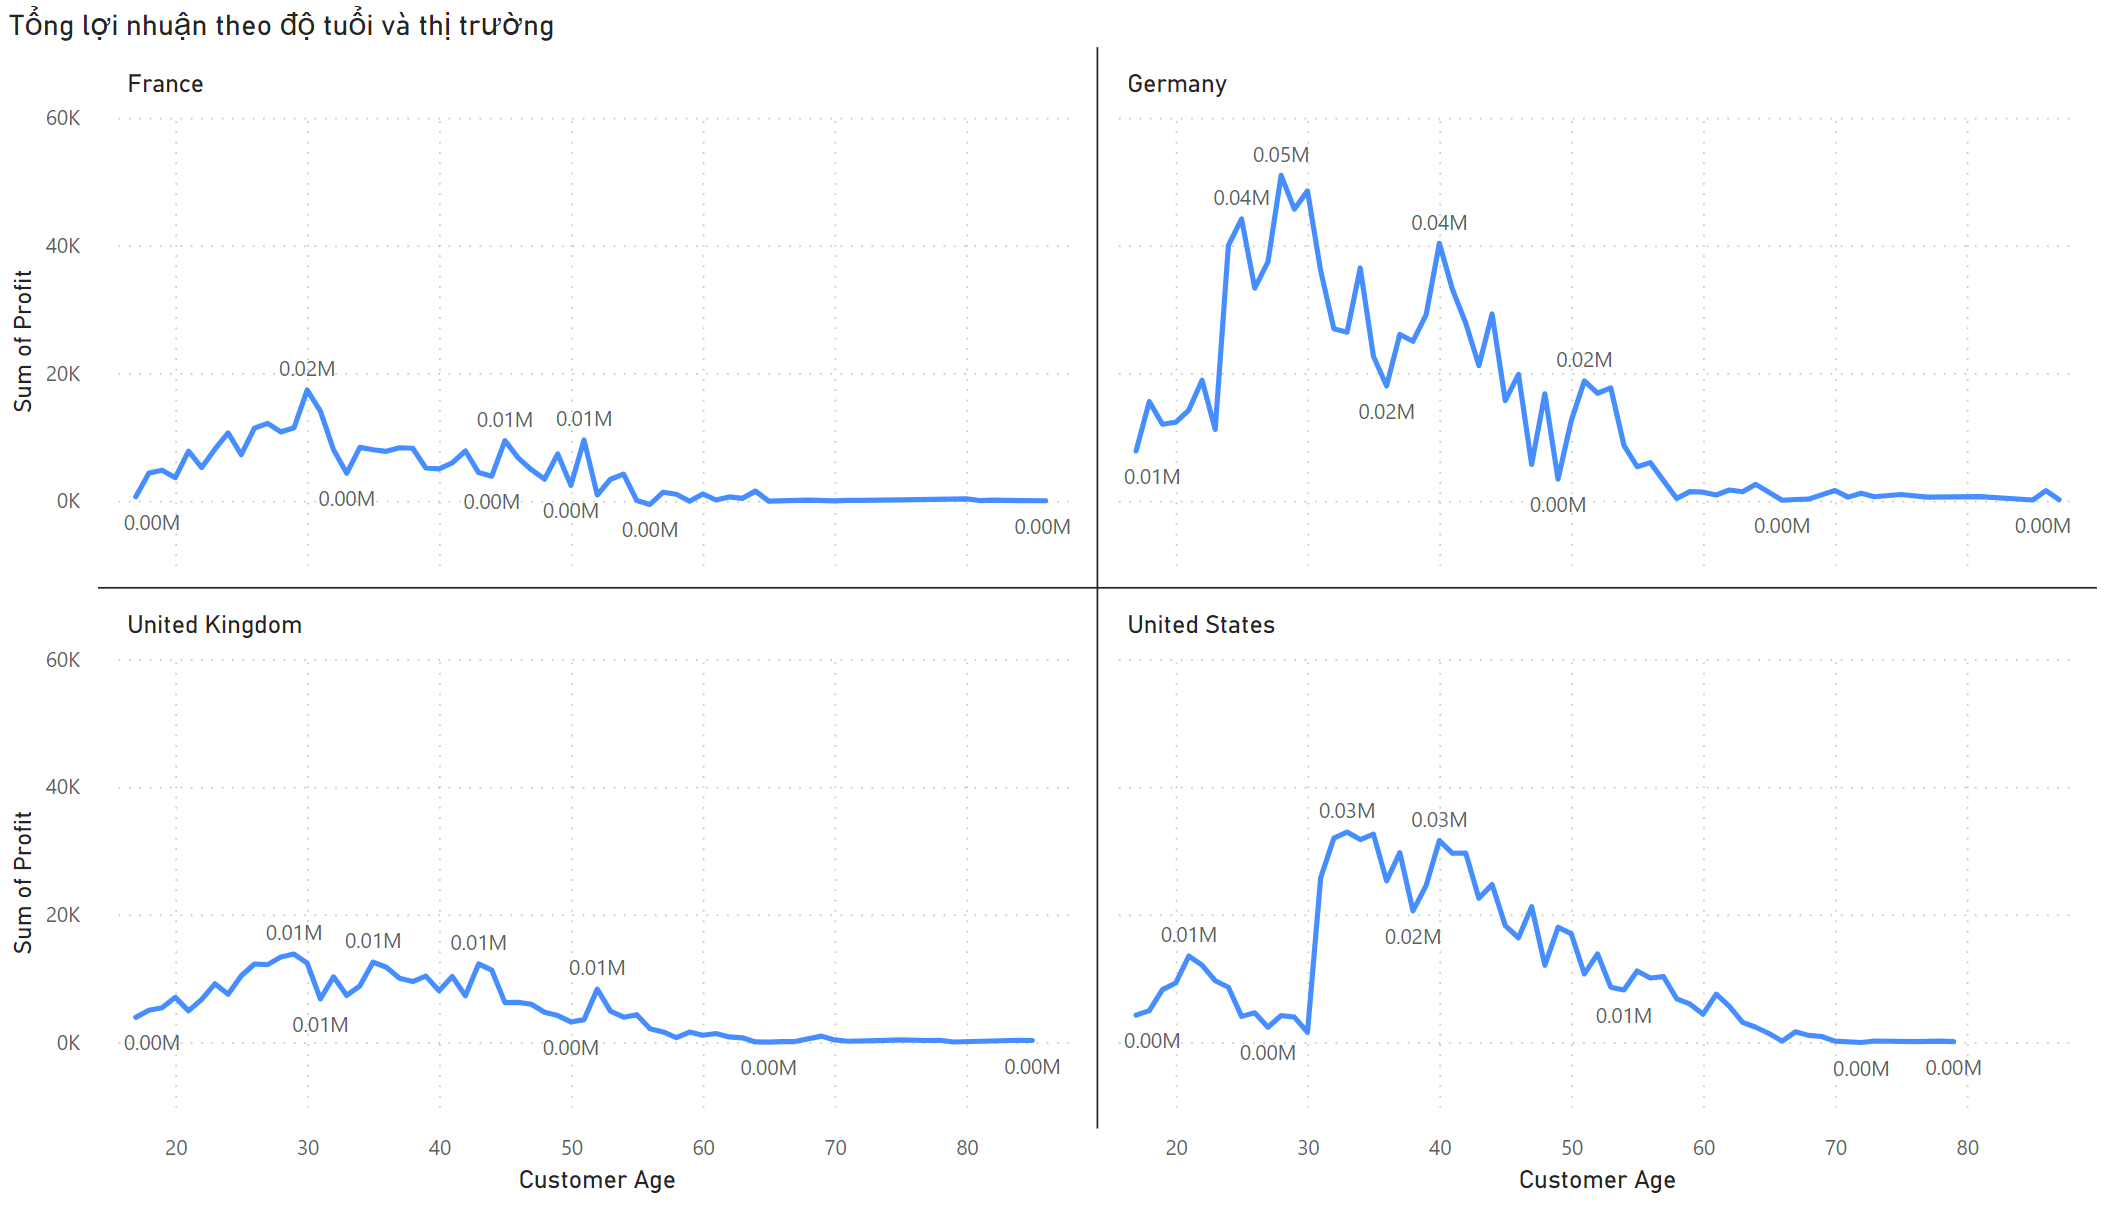 Tổng lợi nhuận theo độ tuổi và thị trường
France
Germany
60K
40K
20K
0K
Sum of Profit
0.00M
0.02M
0.00M
0.01M
0.00M
0.01M
0.00M
0.00M
0.00M
0.01M
0.04M
0.05M
0.02M
0.04M
0.00M
0.02M
0.00M
0.00M
United Kingdom
United States
60K
40K
20K
0K
Sum of Profit
0.00M
0.01M
0.01M
0.01M
0.01M
0.00M
0.01M
0.00M
0.00M
0.00M
0.01M
0.00M
0.03M
0.02M
0.03M
0.01M
0.00M
0.00M
20 30 40 50 60 70 80
20 30 40 50 60 70 80
Customer Age
Customer Age